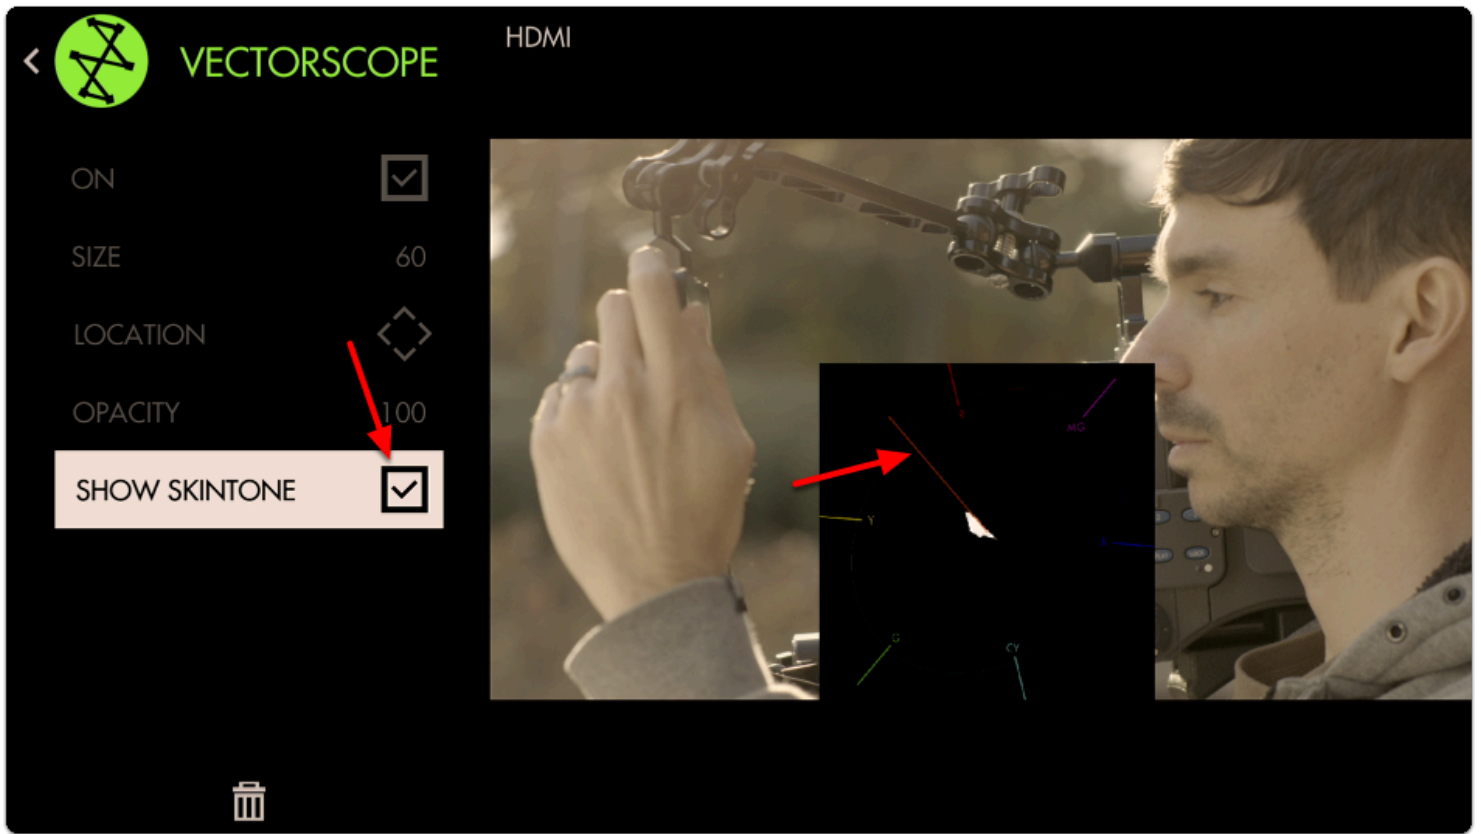 VECTORSCOPE
HDMI
ON
SIZE 60
LOCATION
OPACITY 100
SHOW SKINTONE
R
MG
Y
G
CY